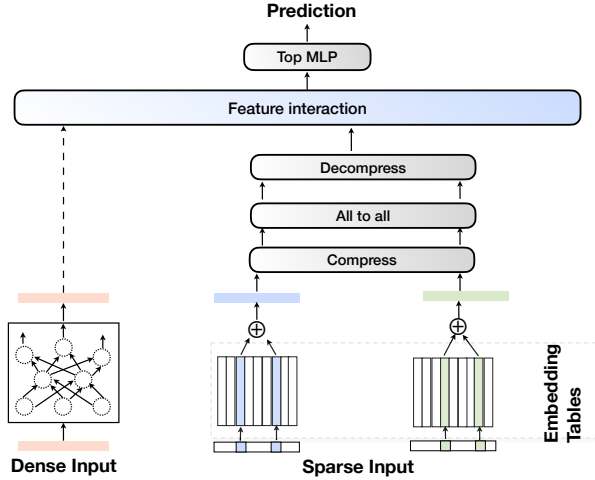 Prediction
Top MLP
Feature interaction
Decompress
All to all
Compress
Embedding
Tables
Dense Input
Sparse Input